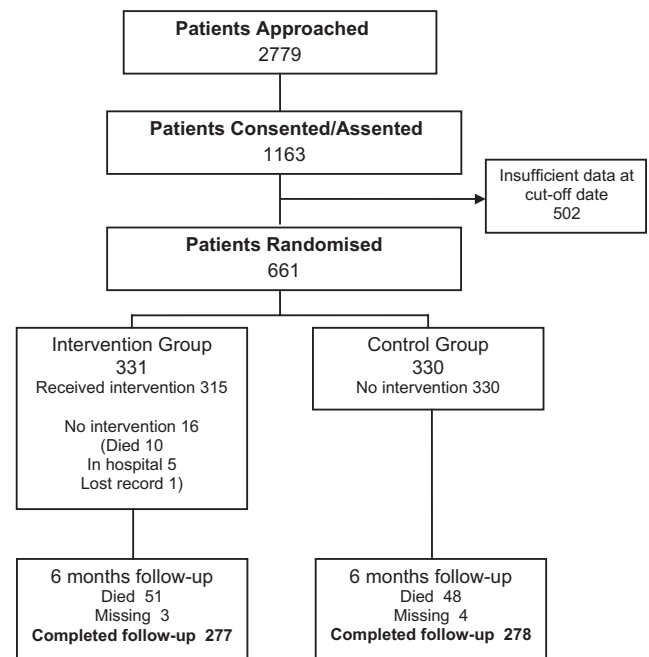 Patients Approached
2779
Patients Consented/Assented
1163
Insufficient data at
cut-off date
502
Patients Randomised
661
Intervention Group
331
Received intervention 315
No intervention 16
(Died 10
In hospital 5
Lost record 1)
Control Group
330
No intervention 330
6 months follow-up
Died 51
Missing 3
Completed follow-up 277
6 months follow-up
Died 48
Missing 4
Completed follow-up 278